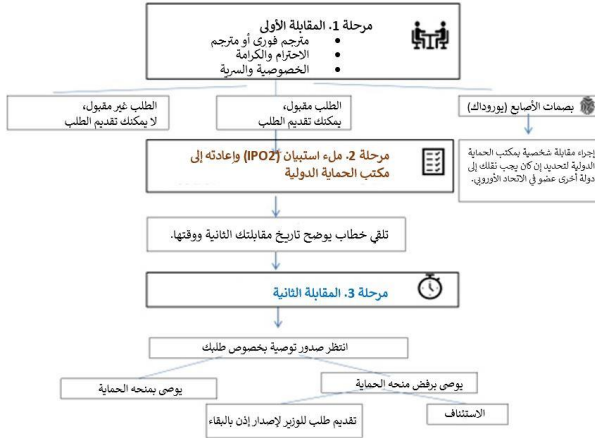 مرحلة 1. المقابلة الأولى
• مترجم فوري أو مترجم
• الاحترام والكرامة
• الخصوصية والسرية
بصمات الأصابع (يوروداك)
الطلب مقبول،
يمكنك تقديم الطلب
الطلب غير مقبول،
لا يمكنك تقديم الطلب
إجراء مقابلة شخصية بمكتب الحماية
الدولية لتحديد إن كان يجب نقلك إلى
دولة أخرى عضو في الاتحاد الأوروبي.
مرحلة 2. ملء استبيان (IPO2) وإعادته إلى
مكتب الحماية الدولية
تلقي خطاب يوضح تاريخ مقابلتك الثانية ووقتها.
مرحلة 3. المقابلة الثانية
انتظر صدور توصية بخصوص طلبك
يوصى برفض منحه الحماية
يوصى بمنحه الحماية
الاستئناف
تقديم طلب للوزير لإصدار إذن بالبقاء